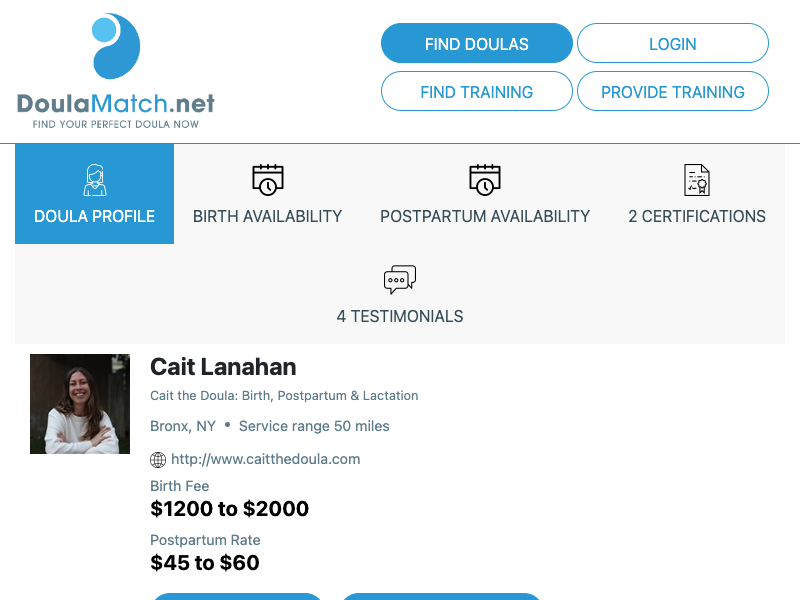 DoulaMatch.net
FIND YOUR PERFECT DOULA NOW
FIND DOULAS
LOGIN
FIND TRAINING
PROVIDE TRAINING
DOULA PROFILE
BIRTH AVAILABILITY
POSTPARTUM AVAILABILITY
2 CERTIFICATIONS
4 TESTIMONIALS
Cait Lanahan
Cait the Doula: Birth, Postpartum & Lactation
Bronx, NY • Service range 50 miles
http://www.caitthedoula.com
Birth Fee
$1200 to $2000
Postpartum Rate
$45 to $60